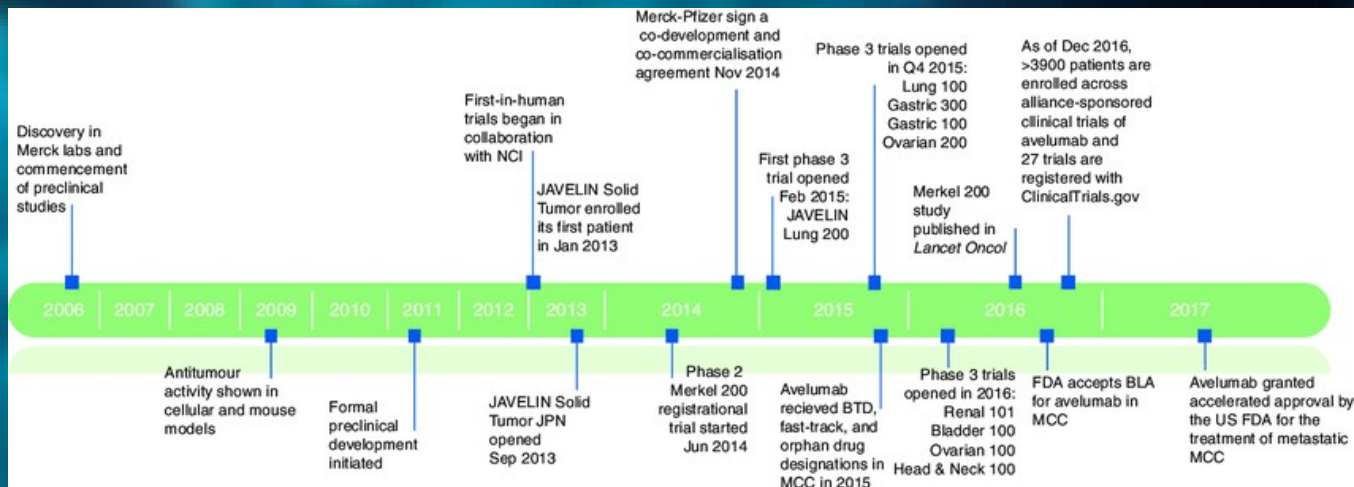 Discovery in
Merck labs and
commencement
of preclinical
studies
First-in-human
trials began in
collaboration
with NCI
JAVELIN Solid
Tumor enrolled
its first patient
in Jan 2013
Merck-Pfizer sign a
co-development and
co-commercialisation
agreement Nov 2014
First phase 3
trial opened
Feb 2015:
JAVELIN
Lung 200
Phase 3 trials opened
in Q4 2015:
Lung 100
Gastric 300
Gastric 100
Ovarian 200
Merkel 200
study
published in
Lancet Oncol
As of Dec 2016,
>3900 patients are
enrolled across
alliance-sponsored
cllinical trials of
avelumab and
27 trials are
registered with
ClinicalTrials.gov
2006 2007 2008 2009 2010 2011 2012 2013 2014 2015 2016 2017
Antitumour
activity shown in
cellular and mouse
models
Formal
preclinical
development
initiated
JAVELIN Solid
Tumor JPN
opened
Sep 2013
Phase 2
Merkel 200
registrational
trial started
Jun 2014
Avelumab
recieved BTD,
fast-track, and
orphan drug
designations in
MCC in 2015
Phase 3 trials
opened in 2016:
Renal 101
Bladder 100
Ovarian 100
Head & Neck 100
FDA accepts BLA
for avelumab in
MCC
Avelumab granted
accelerated approval by
the US FDA for the
treatment of metastatic
MCC